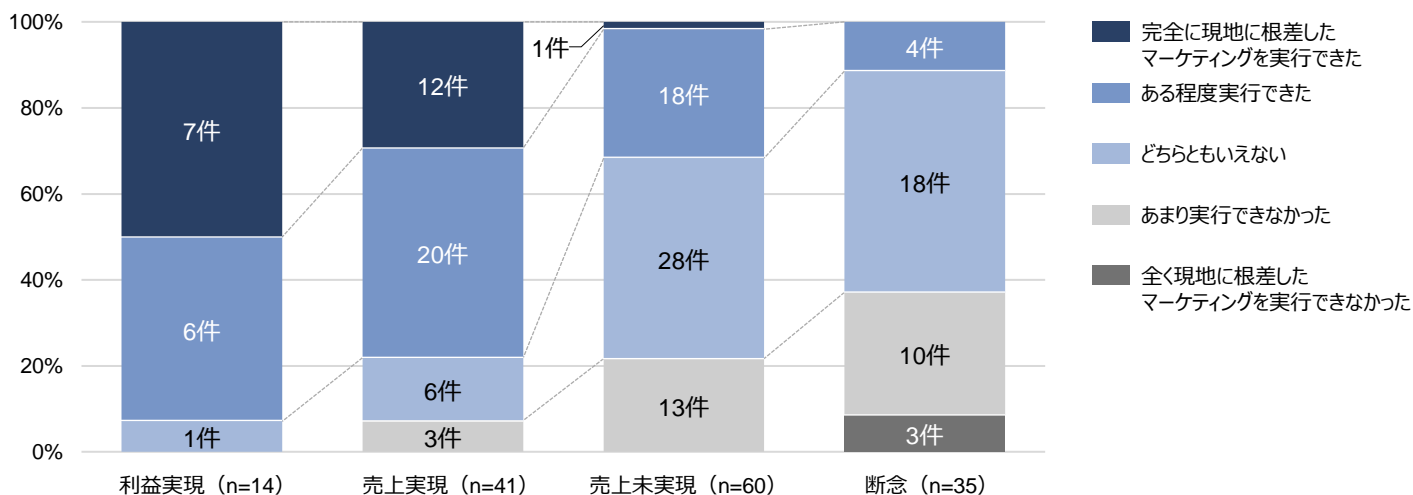 100%
80%
60%
40%
20%
0%
7件
6件
1件
12件
20件
6件
3件
1件
18件
28件
13件
4件
18件
10件
3件
利益実現（n=14）
売上実現（n=41）
売上未実現（n=60）
断念（n=35）
完全に現地に根差した
マーケティングを実行できた
ある程度実行できた
どちらともいえない
あまり実行できなかった
全く現地に根差した
マーケティングを実行できなかった